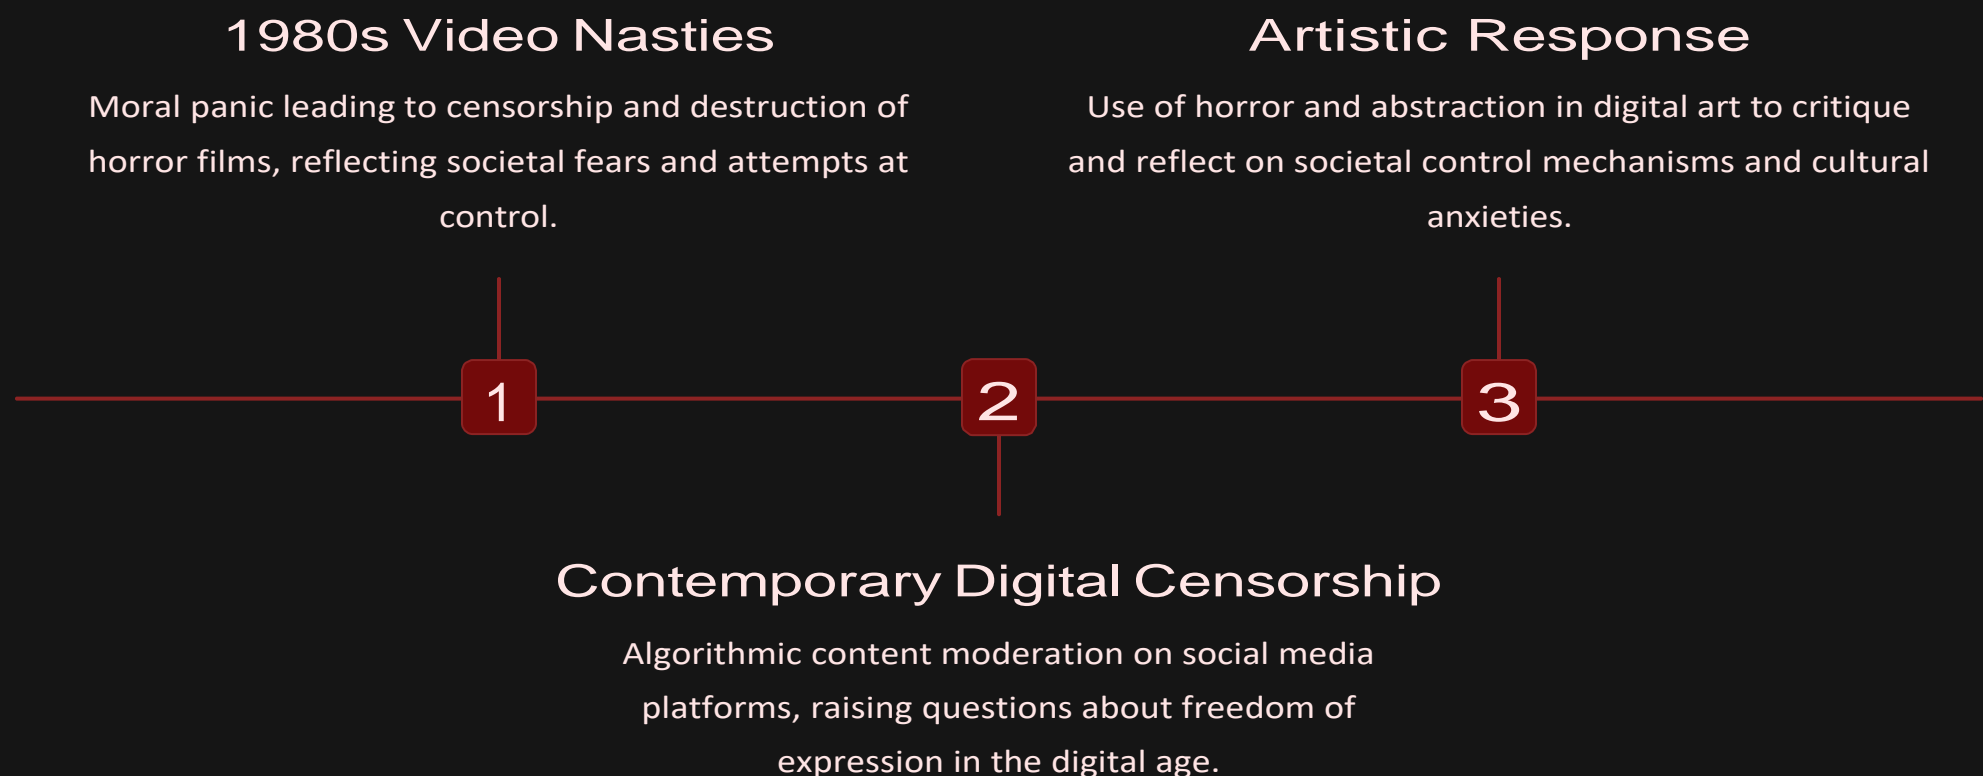 1980s Video Nasties
Moral panic leading to censorship and destruction of
horror films, reflecting societal fears and attempts at
control.
Artistic Response
Use of horror and abstraction in digital art to critique
and reflect on societal control mechanisms and cultural
anxieties.
1
2
3
Contemporary Digital Censorship
Algorithmic content moderation on social media
platforms, raising questions about freedom of
expression in the digital age.